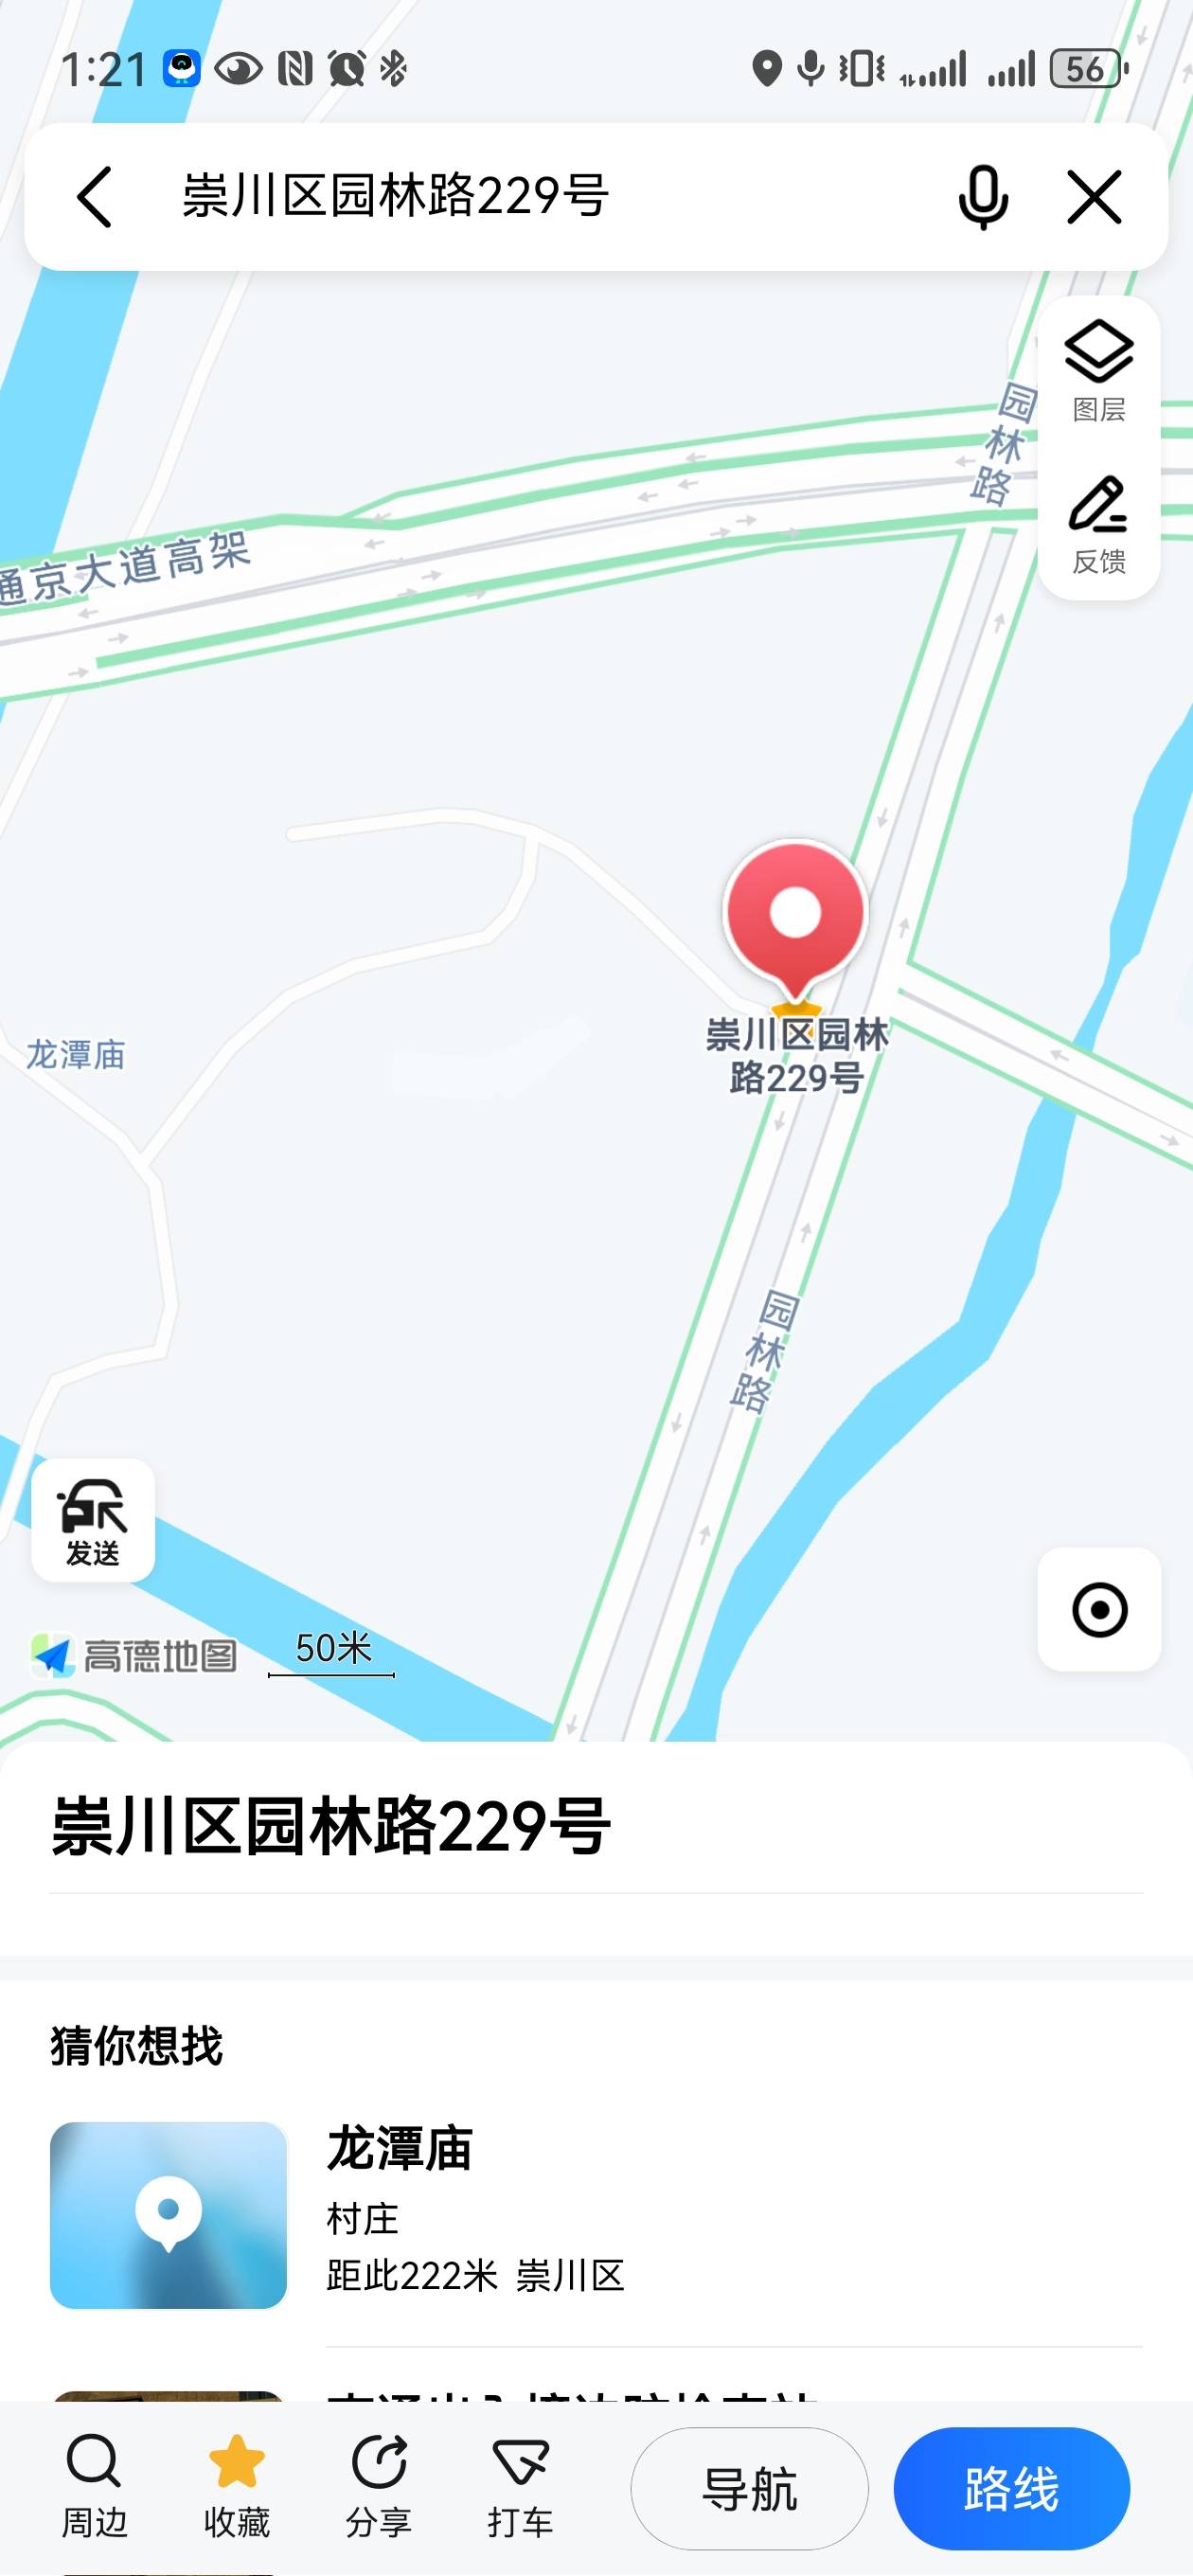 1:21
56
崇川区园林路229号
图层
反馈
园林路
通京大道高架
龙潭庙
崇川区园林
路229号
园林路
发送
高德地图
50米
崇川区园林路229号
猜你想找
龙潭庙
村庄
距此222米 崇川区
周边
收藏
分享
打车
导航
路线